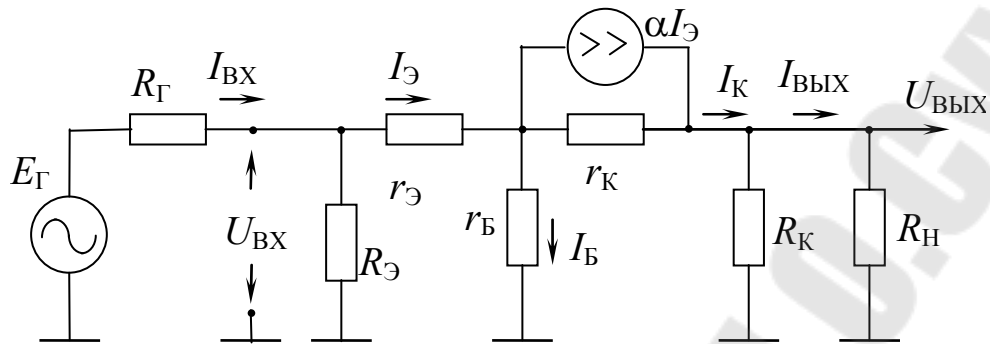 αI_Э
I_ВХ
I_Э
I_К
I_ВЫХ
R_Г
U_ВЫХ
E_Г
r_Э
r_К
U_ВХ
R_Э
r_Б
I_Б
R_К
R_Н